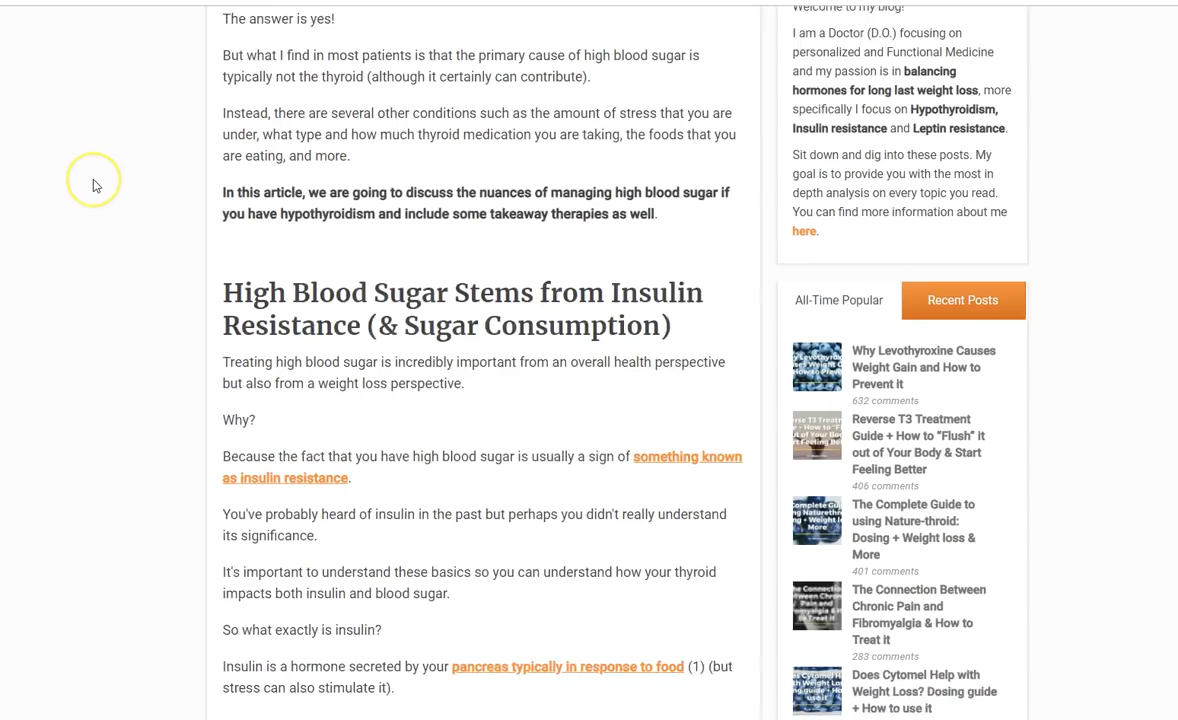 The answer is yes!
But what I find in most patients is that the primary cause of high blood sugar is
typically not the thyroid (although it certainly can contribute).
Instead, there are several other conditions such as the amount of stress that you are
under, what type and how much thyroid medication you are taking, the foods that you
are eating, and more.
In this article, we are going to discuss the nuances of managing high blood sugar if
you have hypothyroidism and include some takeaway therapies as well.
High Blood Sugar Stems from Insulin
Resistance (& Sugar Consumption)
Treating high blood sugar is incredibly important from an overall health perspective
but also from a weight loss perspective.
Why?
Because the fact that you have high blood sugar is usually a sign of something known
as insulin resistance.
You've probably heard of insulin in the past but perhaps you didn't really understand
its significance.
It's important to understand these basics so you can understand how your thyroid
impacts both insulin and blood sugar.
So what exactly is insulin?
Insulin is a hormone secreted by your pancreas typically in response to food (1) (but
stress can also stimulate it).
Welcome to my blog!
I am a Doctor (D.O.) focusing on
personalized and Functional Medicine
and my passion is in balancing
hormones for long last weight loss, more
specifically I focus on Hypothyroidism,
Insulin resistance and Leptin resistance.
Sit down and dig into these posts. My
goal is to provide you with the most in
depth analysis on every topic you read.
You can find more information about me
here.
All-Time Popular
Recent Posts
Why Levothyroxine Causes
Weight Gain and How to
Prevent it
632 comments
Reverse T3 Treatment
Guide + How to “Flush” it
out of Your Body & Start
Feeling Better
406 comments
The Complete Guide to
using Nature-throid:
Dosing + Weight loss &
More
401 comments
The Connection Between
Chronic Pain and
Fibromyalgia & How to
Treat it
283 comments
Does Cytomel Help with
Weight Loss? Dosing guide
+ How to use it